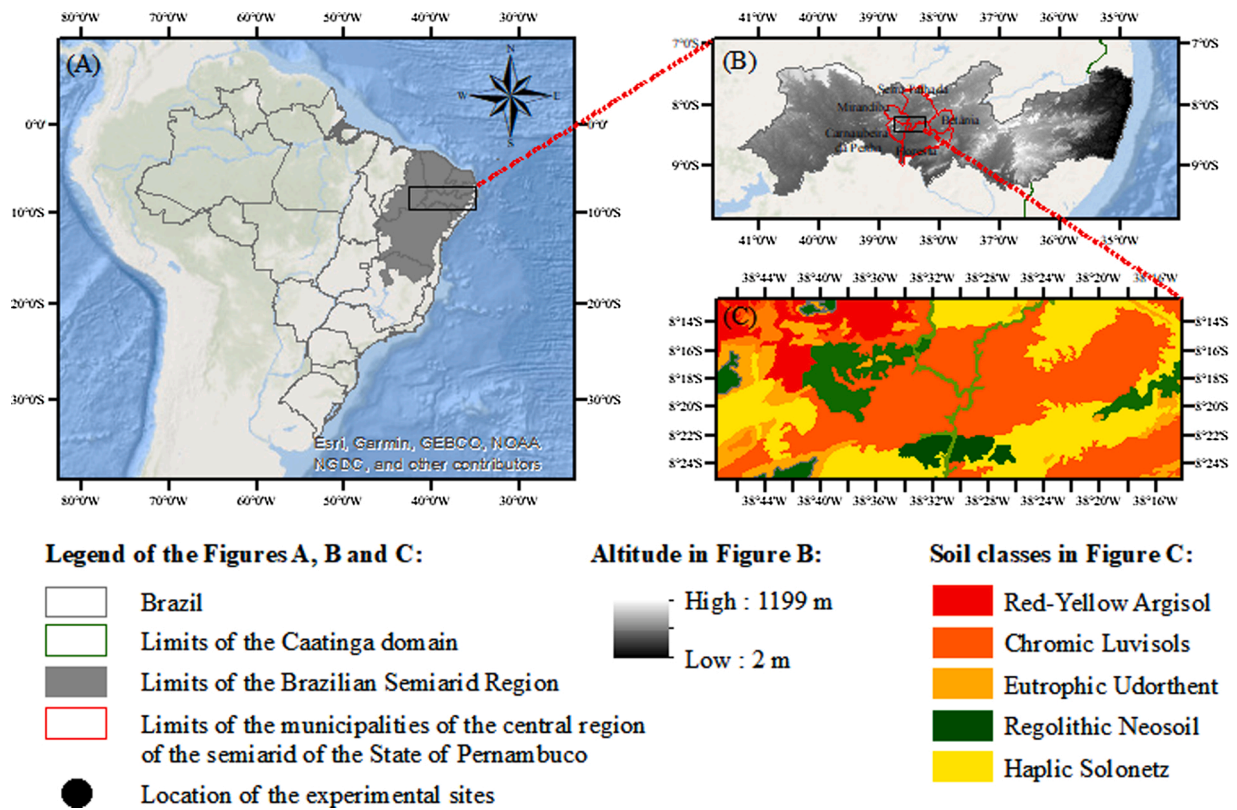 80°0'W 70°0'W 60°0'W 50°0'W 40°0'W 30°0'W
(A)
N
W E
S
0°0' 0°0'
10°0'S 10°0'S
20°0'S 20°0'S
30°0'S 30°0'S
Esri, Garmin, GEBCO, NOAA
NGDC, and other contributors
80°0'W 70°0'W 60°0'W 50°0'W 40°0'W 30°0'W
41°0'W 40°0'W 39°0'W 38°0'W 37°0'W 36°0'W 35°0'W
7°0'S 7°0'S
(B)
Serra Talhada
8°0'S 8°0'S
Mirandiba
Betânia
Carnaubeira
da Penha
Floresta
9°0'S 9°0'S
41°0'W 40°0'W 39°0'W 38°0'W 37°0'W 36°0'W 35°0'W
38°44'W 38°40'W 38°36'W 38°32'W 38°28'W 38°24'W 38°20'W 38°16'W
(C)
8°14'S 8°14'S
8°16'S 8°16'S
8°18'S 8°18'S
8°20'S 8°20'S
8°22'S 8°22'S
8°24'S 8°24'S
38°44'W 38°40'W 38°36'W 38°32'W 38°28'W 38°24'W 38°20'W 38°16'W
Legend of the Figures A, B and C:
Brazil
Limits of the Caatinga domain
Limits of the Brazilian Semiarid Region
Limits of the municipalities of the central region
of the semiarid of the State of Pernambuco
Location of the experimental sites
Altitude in Figure B:
High : 1199 m
Low : 2 m
Soil classes in Figure C:
Red-Yellow Argisol
Chromic Luvisols
Eutrophic Udorthent
Regolithic Neosoil
Haplic Solonetz